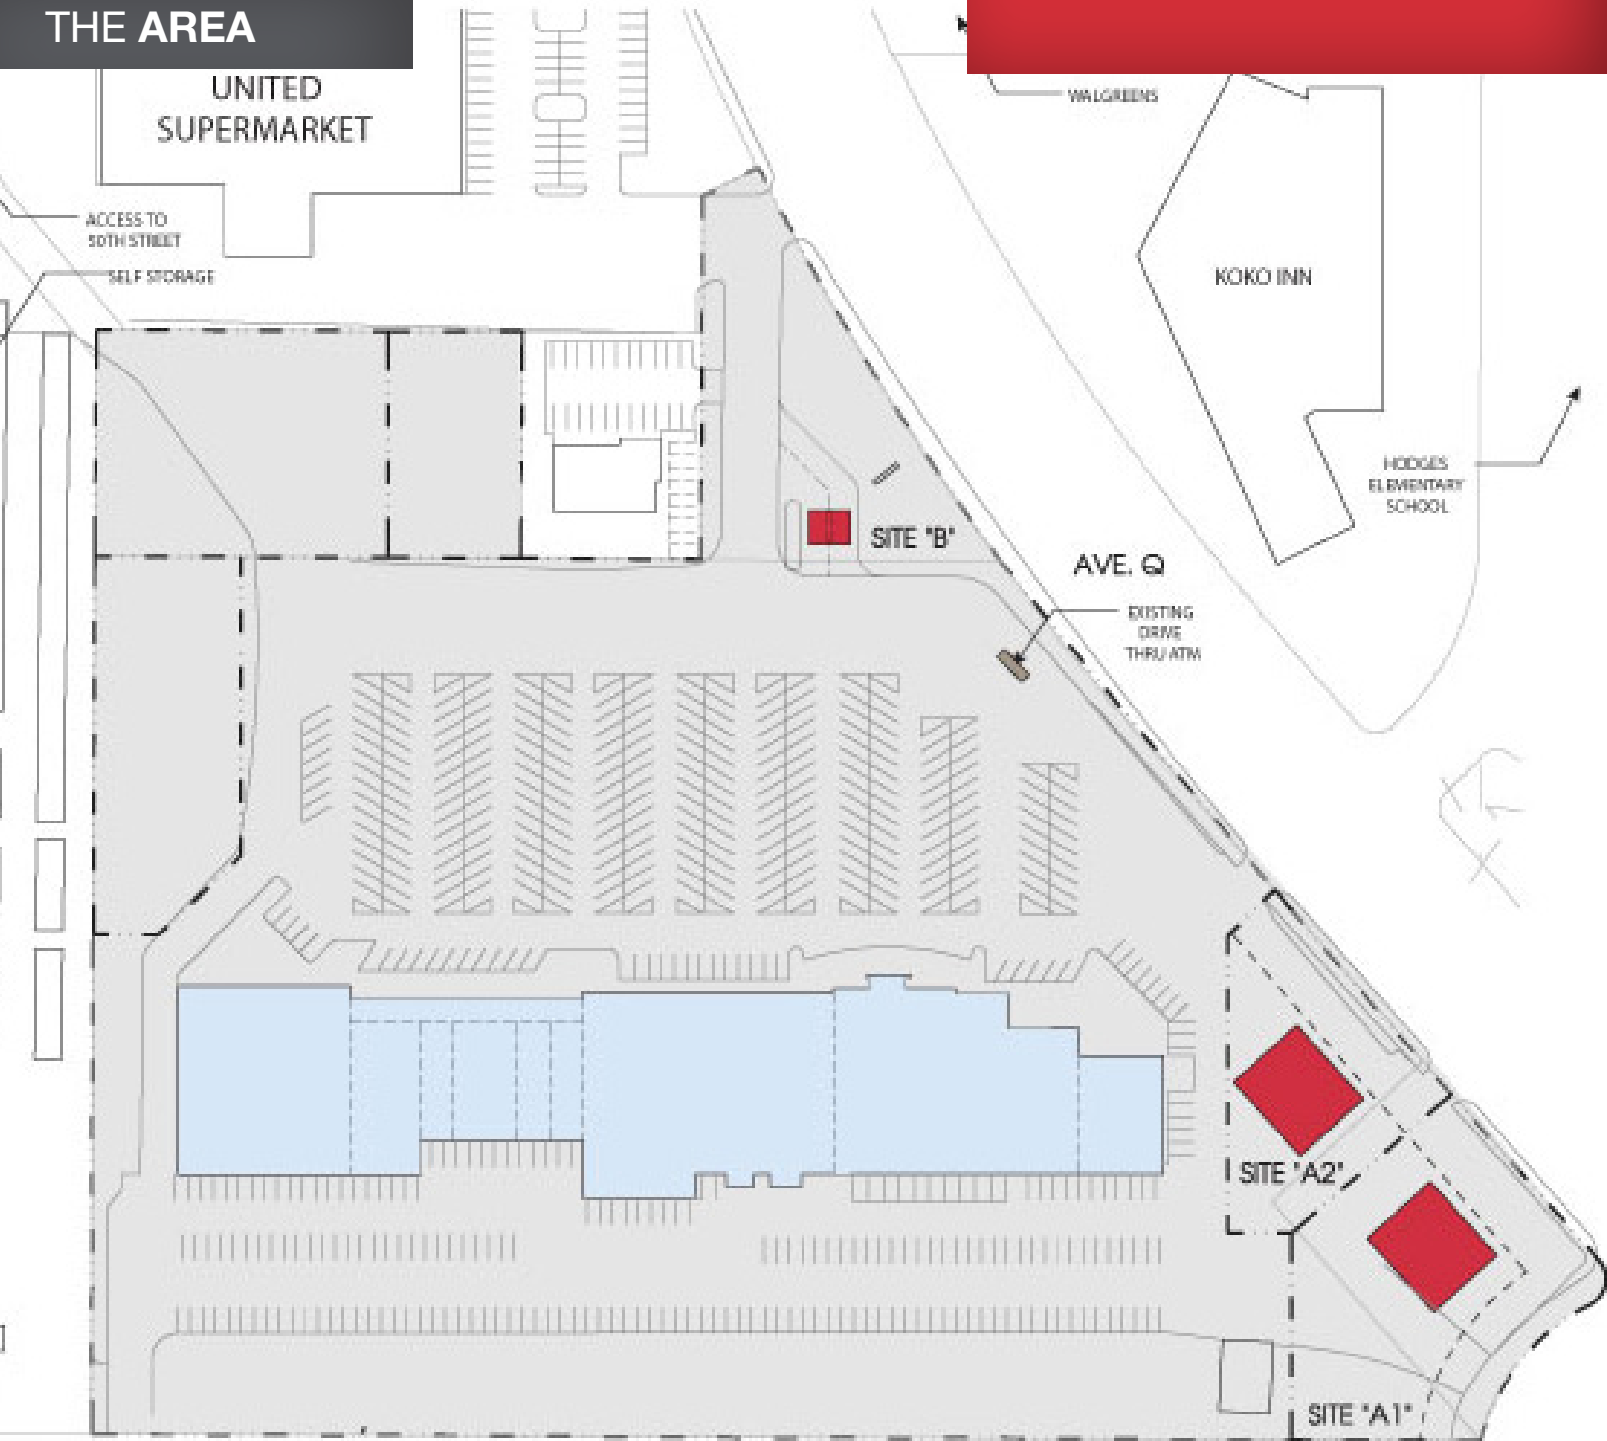 THE AREA
UNITED
SUPERMARKET
WALGREENS
ACCESS TO
50TH STREET
SELF STORAGE
KOKO INN
HODGES
ELEMENTARY
SCHOOL
SITE "B"
AVE. Q
EXISTING
DRIVE
THRU ATM
SITE "A2"
SITE "A1"